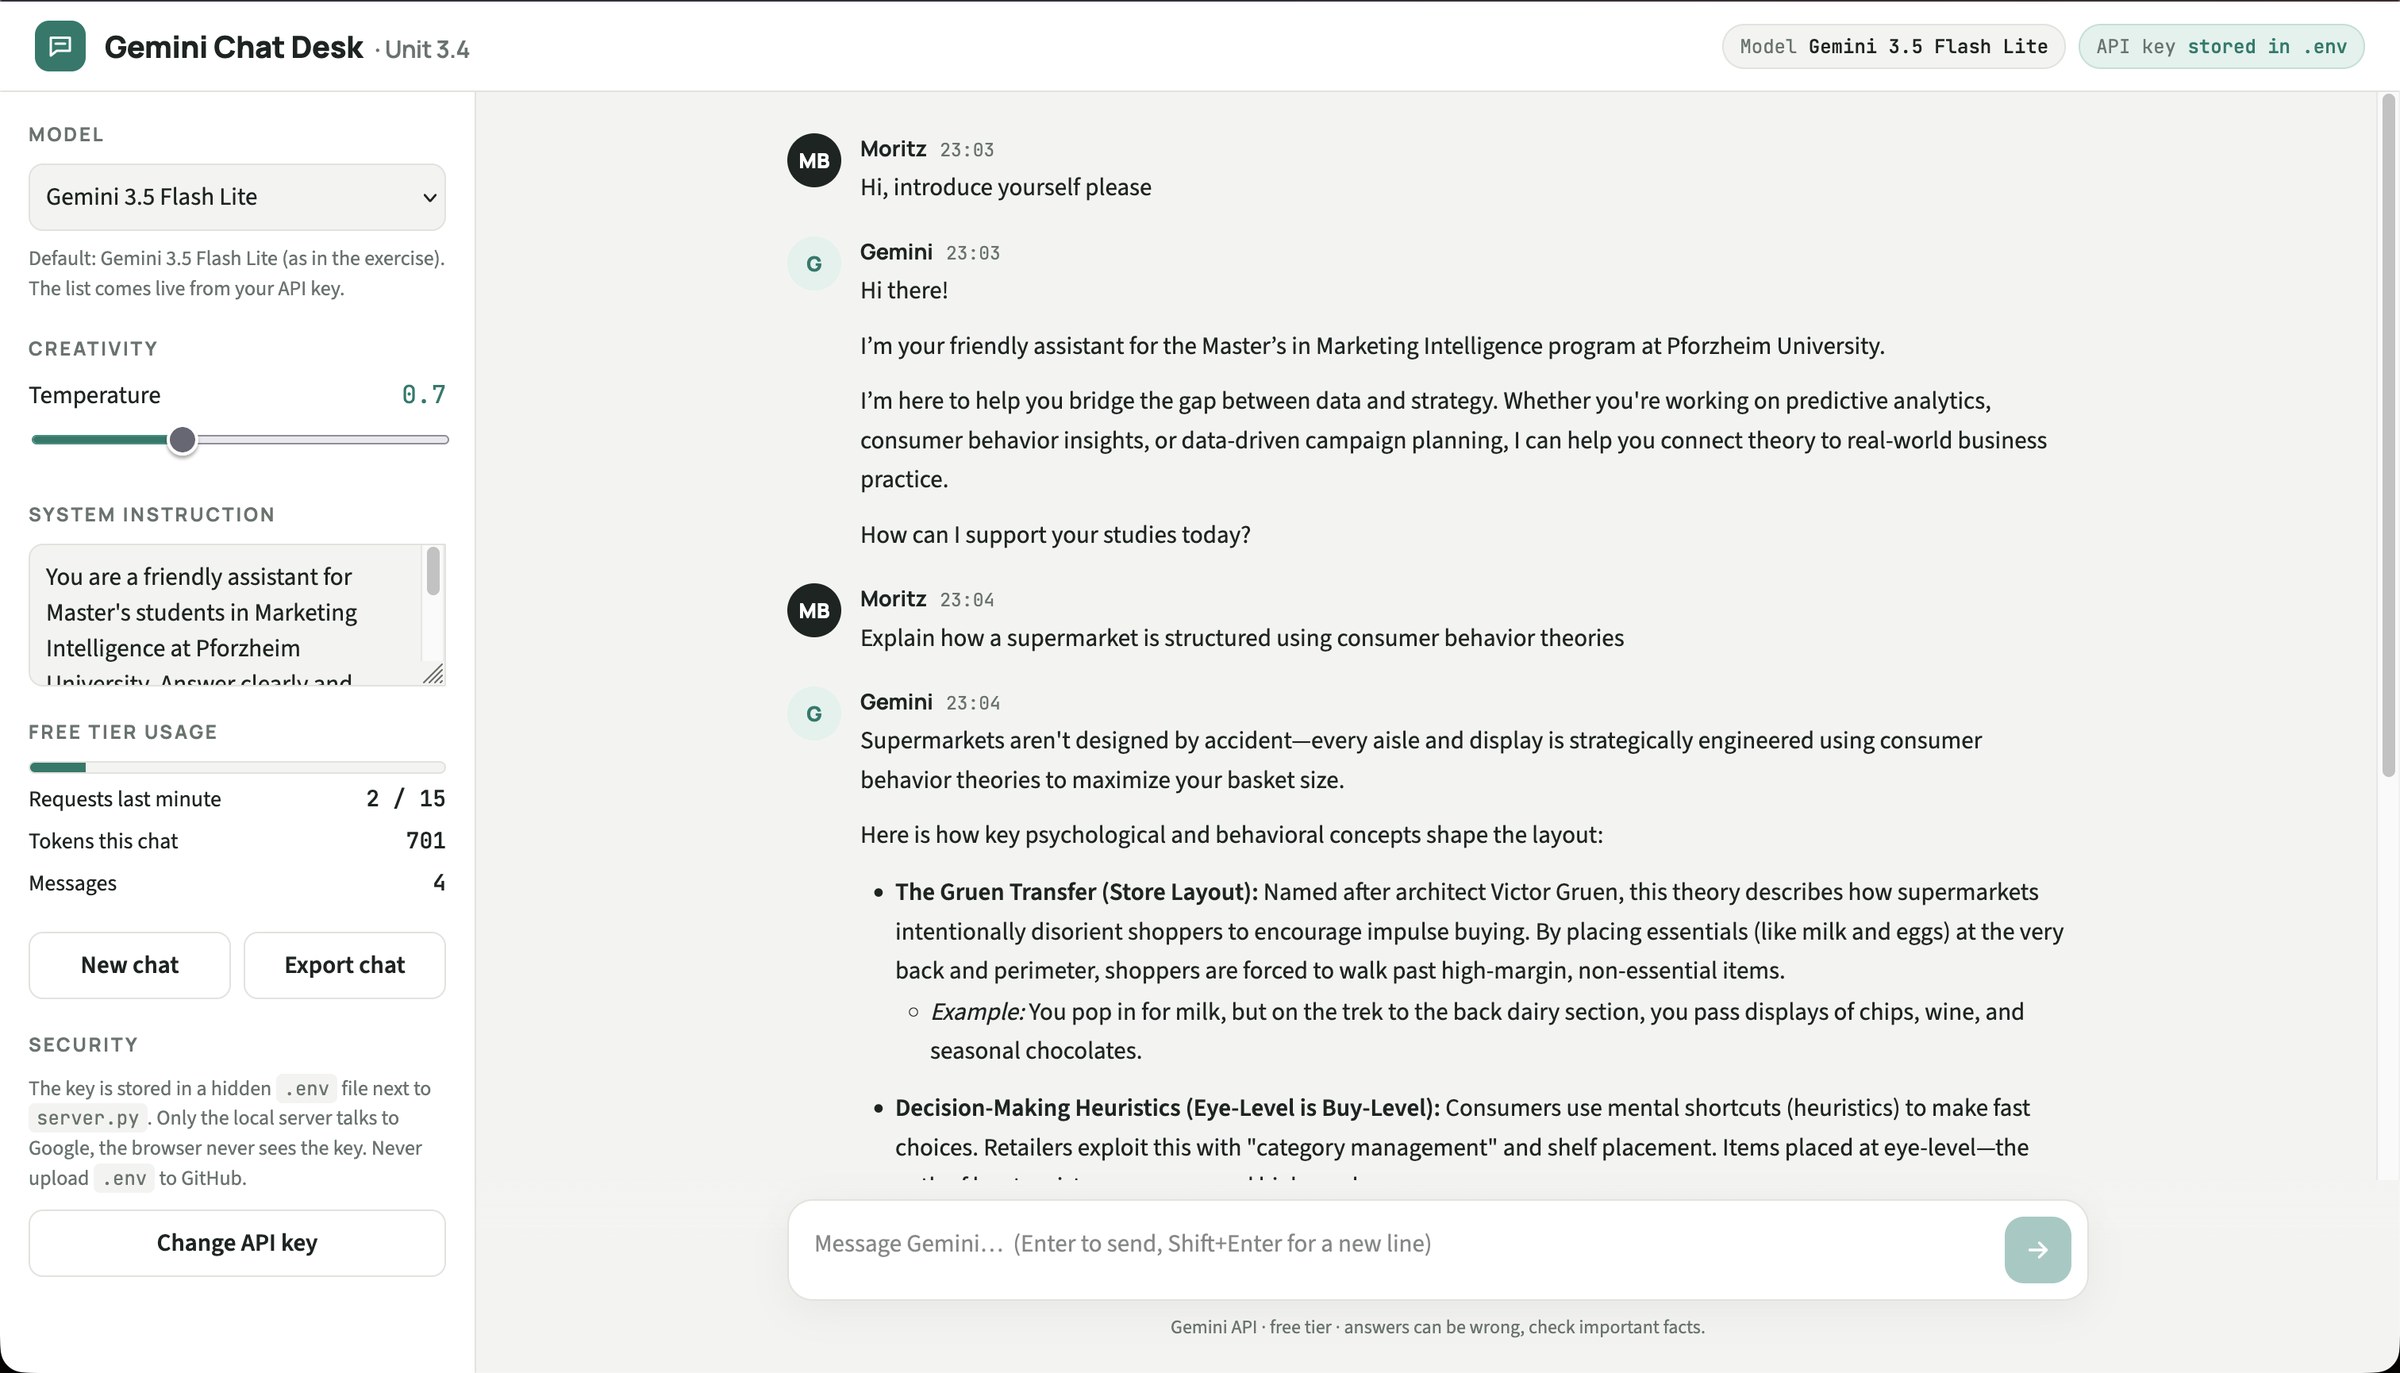 Gemini Chat Desk · Unit 3.4
Model Gemini 3.5 Flash Lite
API key stored in .env
MODEL
Gemini 3.5 Flash Lite
Default: Gemini 3.5 Flash Lite (as in the exercise).
The list comes live from your API key.
CREATIVITY
Temperature 0.7
SYSTEM INSTRUCTION
You are a friendly assistant for
Master's students in Marketing
Intelligence at Pforzheim
University. Answer clearly and
FREE TIER USAGE
Requests last minute 2 / 15
Tokens this chat 701
Messages 4
New chat
Export chat
SECURITY
The key is stored in a hidden .env file next to
server.py. Only the local server talks to
Google, the browser never sees the key. Never
upload .env to GitHub.
Change API key
MB
Moritz 23:03
Hi, introduce yourself please
G
Gemini 23:03
Hi there!
I’m your friendly assistant for the Master’s in Marketing Intelligence program at Pforzheim University.
I’m here to help you bridge the gap between data and strategy. Whether you're working on predictive analytics,
consumer behavior insights, or data-driven campaign planning, I can help you connect theory to real-world business
practice.
How can I support your studies today?
MB
Moritz 23:04
Explain how a supermarket is structured using consumer behavior theories
G
Gemini 23:04
Supermarkets aren't designed by accident—every aisle and display is strategically engineered using consumer
behavior theories to maximize your basket size.
Here is how key psychological and behavioral concepts shape the layout:
• The Gruen Transfer (Store Layout): Named after architect Victor Gruen, this theory describes how supermarkets
intentionally disorient shoppers to encourage impulse buying. By placing essentials (like milk and eggs) at the very
back and perimeter, shoppers are forced to walk past high-margin, non-essential items.
◦ Example: You pop in for milk, but on the trek to the back dairy section, you pass displays of chips, wine, and
seasonal chocolates.
• Decision-Making Heuristics (Eye-Level is Buy-Level): Consumers use mental shortcuts (heuristics) to make fast
choices. Retailers exploit this with "category management" and shelf placement. Items placed at eye-level—the
Message Gemini… (Enter to send, Shift+Enter for a new line)
Gemini API · free tier · answers can be wrong, check important facts.